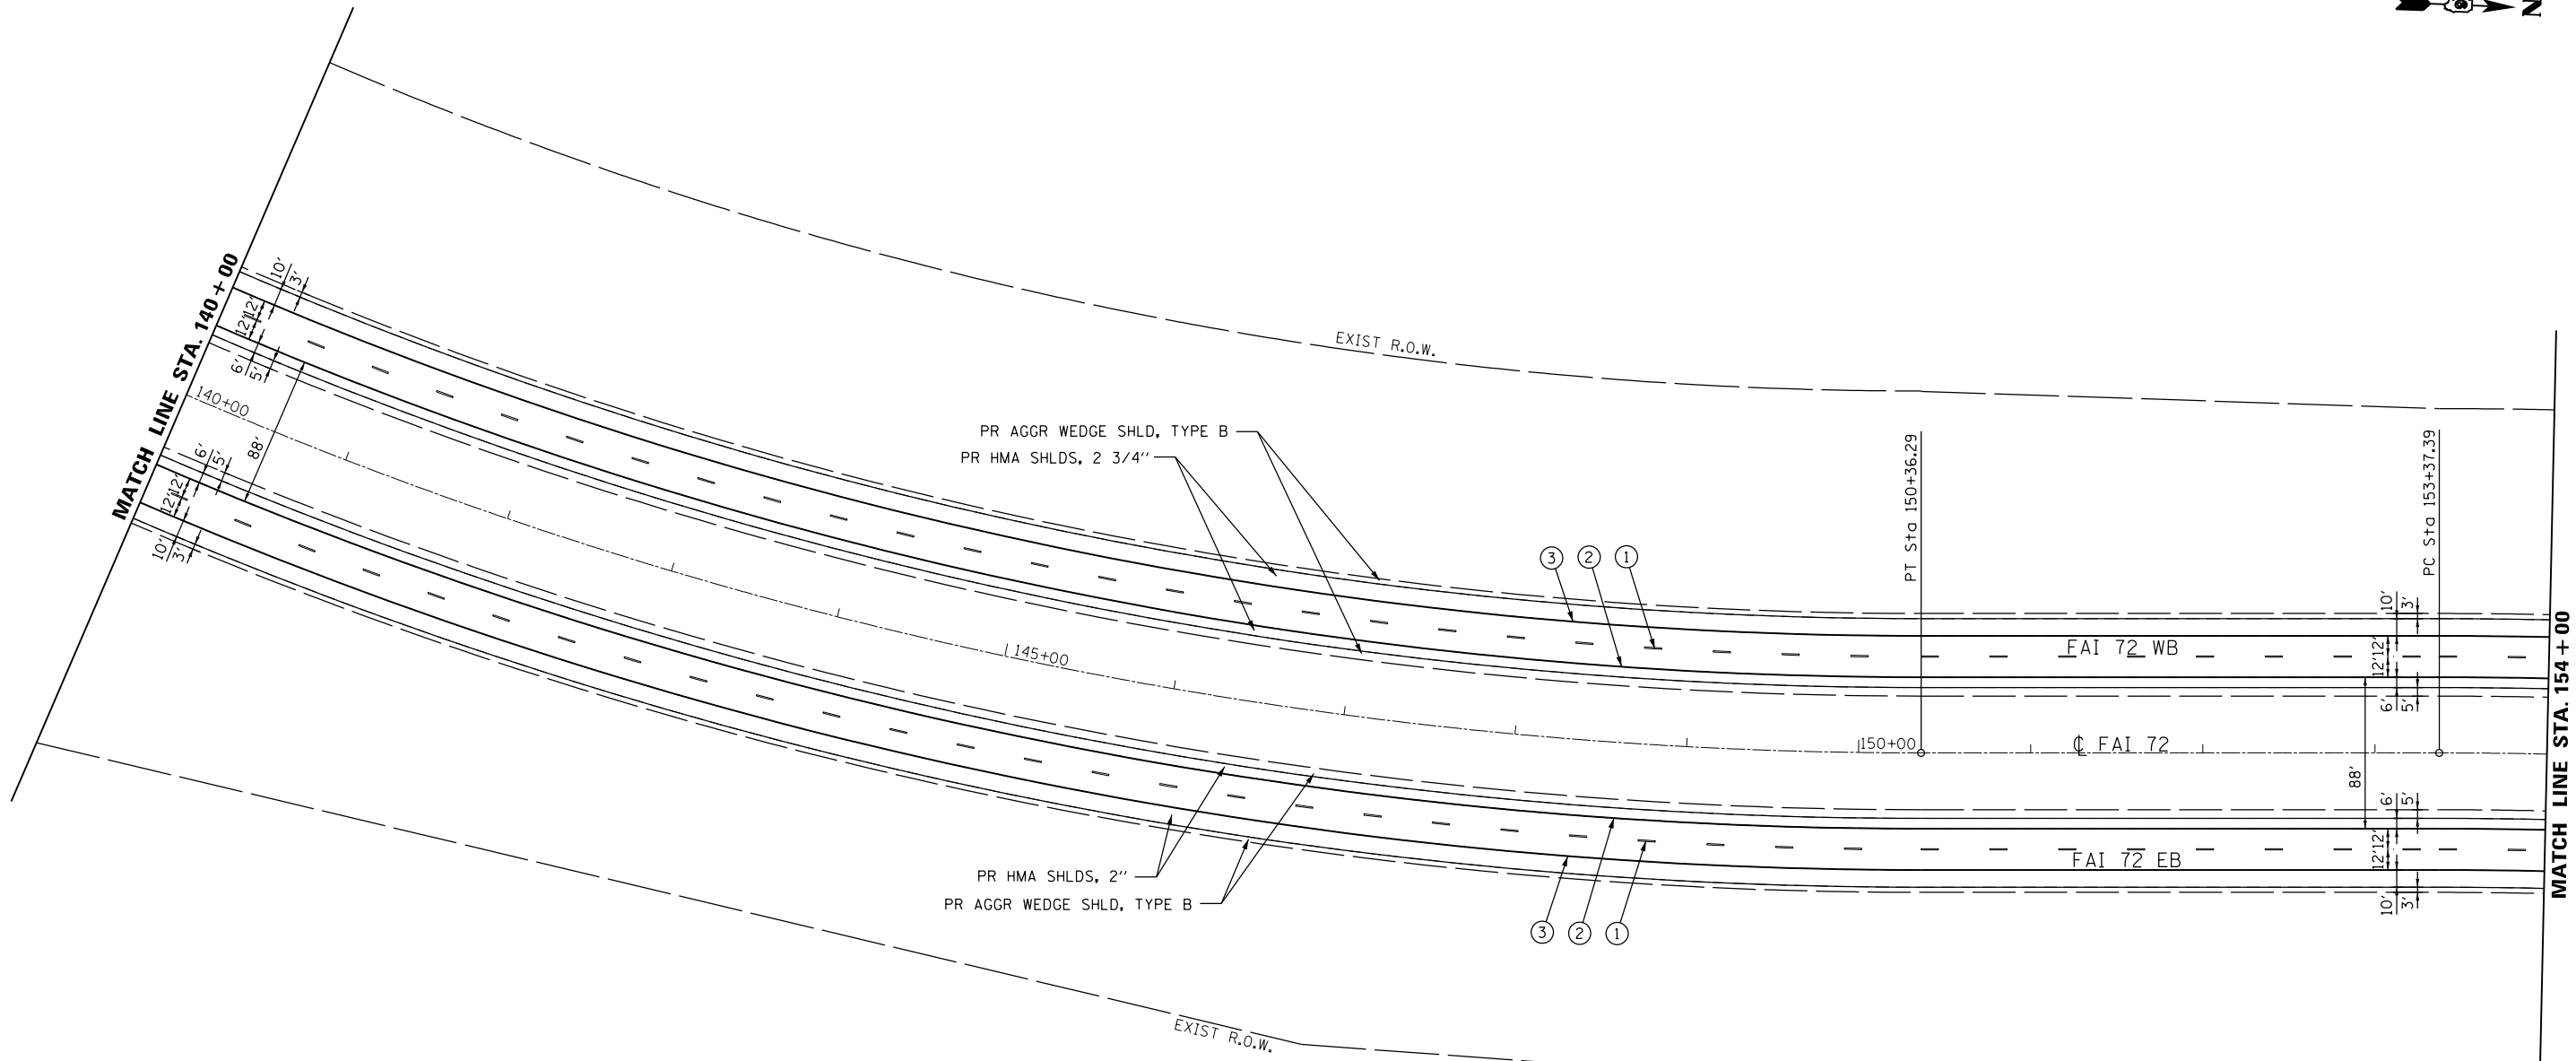 N
MATCH LINE STA. 140+00
10'
3'
12'
12'
6'
5'
140+00
88'
6'
5'
12'
12'
10'
3'
EXIST R.O.W.
PR AGGR WEDGE SHLD, TYPE B
PR HMA SHLDS, 2 3/4"
145+00
3
2
1
PT Sta 150+36.29
PC Sta 153+37.39
10'
3'
FAI 72 WB
12'
12'
6'
5'
150+00
℄ FAI 72
88'
6'
5'
12'
12'
FAI 72 EB
10'
3'
MATCH LINE STA. 154+00
PR HMA SHLDS, 2"
PR AGGR WEDGE SHLD, TYPE B
3
2
1
EXIST R.O.W.